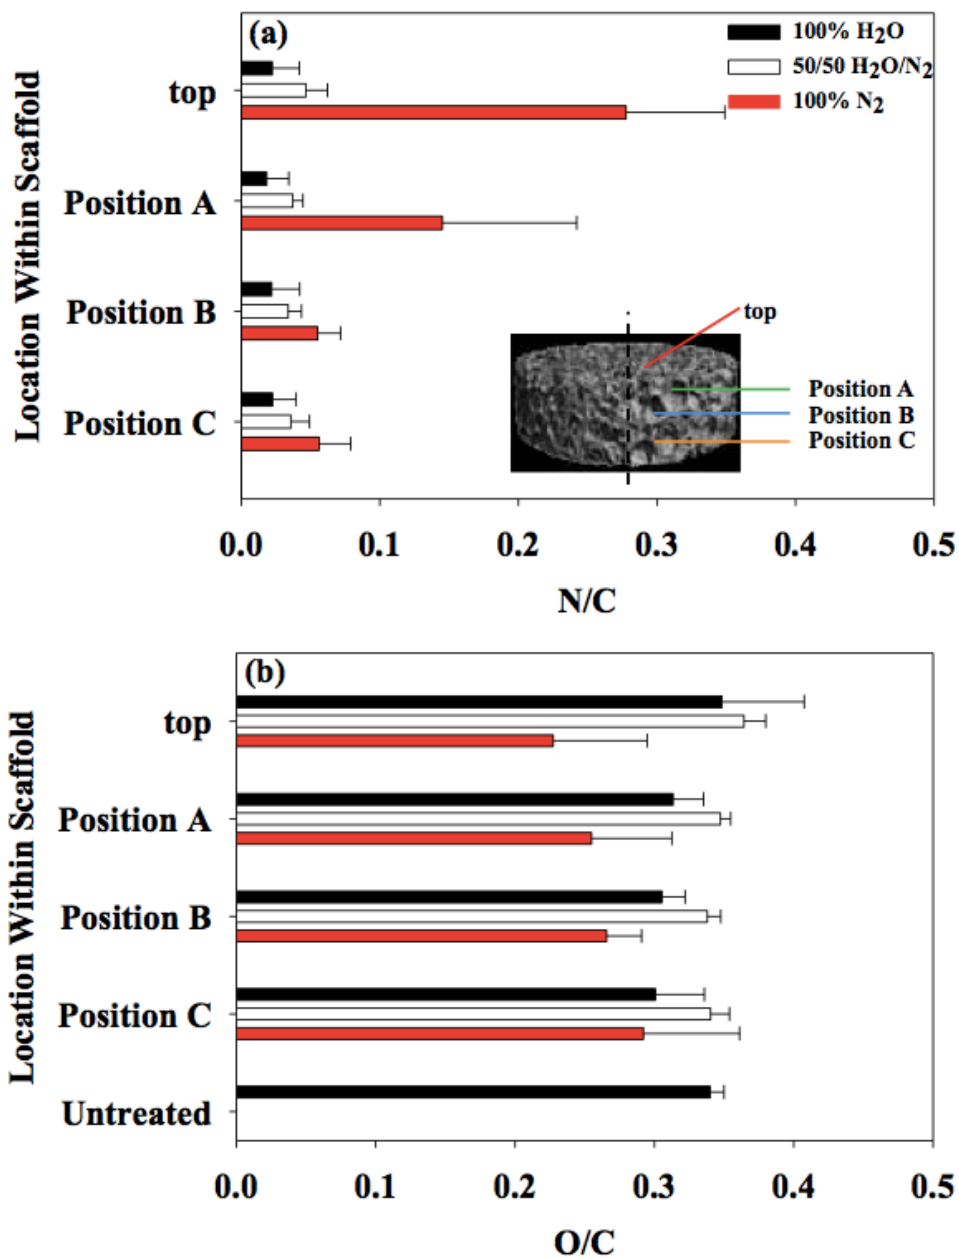 (a)
100% H2O
50/50 H2O/N2
100% N2
Location Within Scaffold
top
Position A
Position B
Position C
top
Position A
Position B
Position C
0.0 0.1 0.2 0.3 0.4 0.5
N/C
(b)
Location Within Scaffold
top
Position A
Position B
Position C
Untreated
0.0 0.1 0.2 0.3 0.4 0.5
O/C